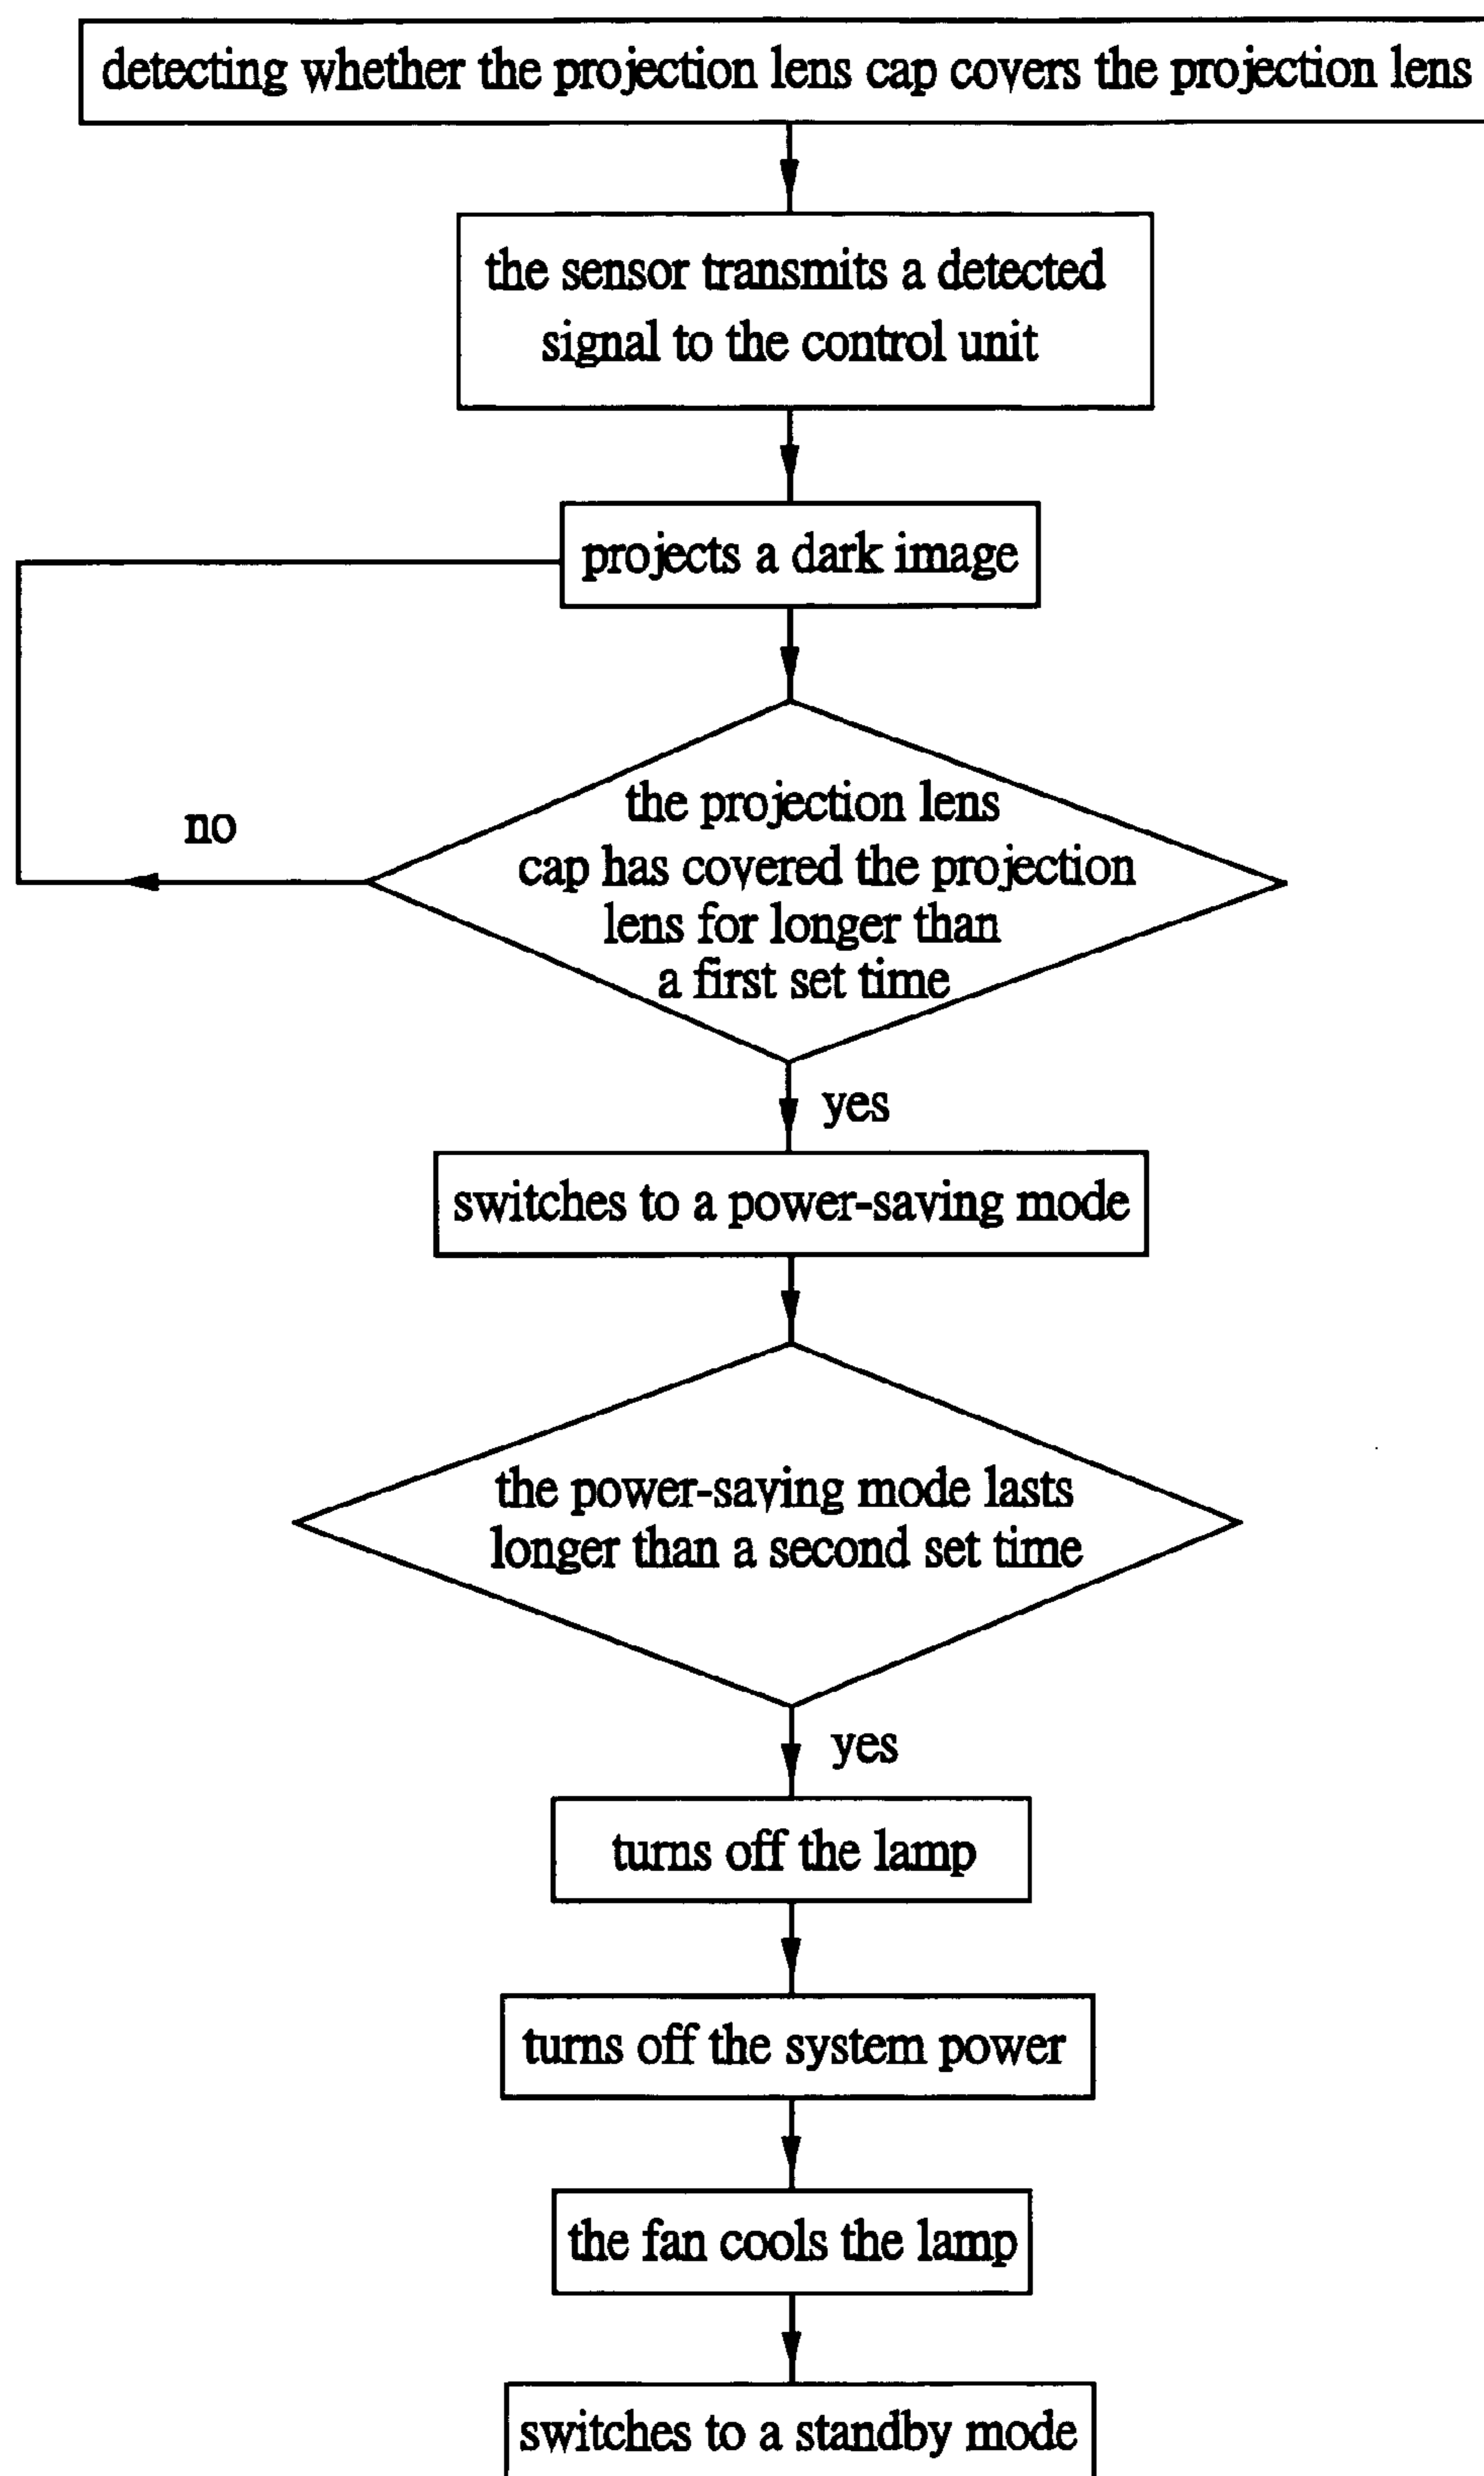 detecting whether the projection lens cap covers the projection lens
the sensor transmits a detected
signal to the control unit
projects a dark image
the projection lens
cap has covered the projection
lens for longer than
a first set time
no
yes
switches to a power-saving mode
the power-saving mode lasts
longer than a second set time
yes
turns off the lamp
turns off the system power
the fan cools the lamp
switches to a standby mode